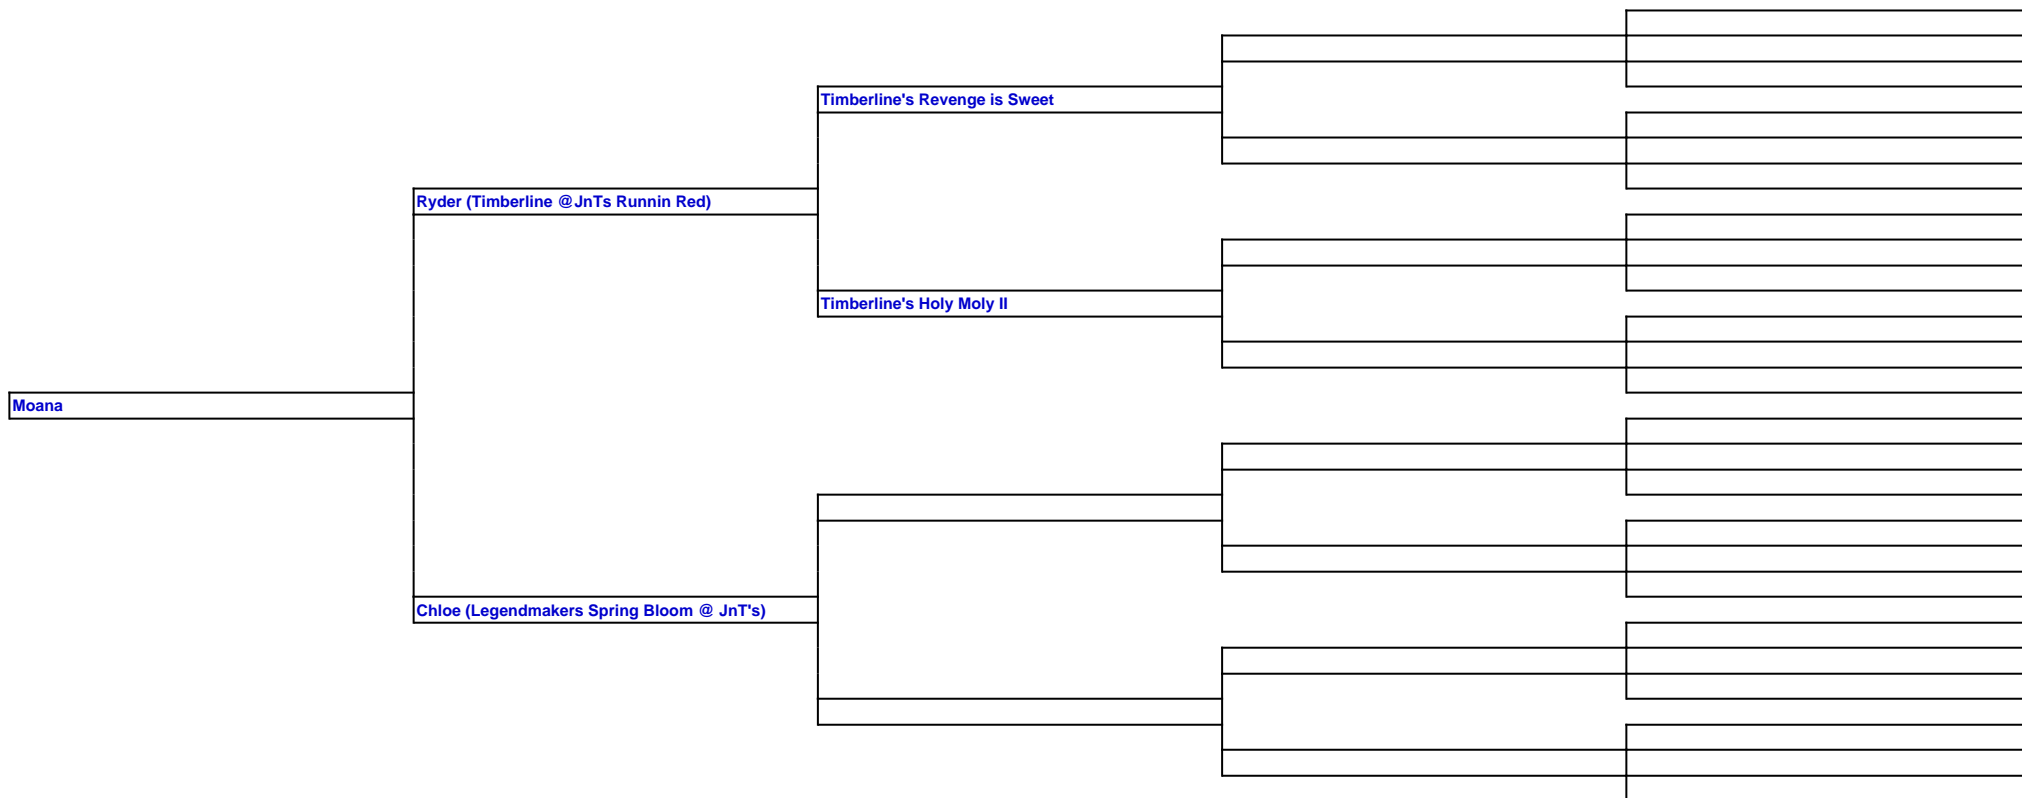 Timberline's Revenge is Sweet
Ryder (Timberline @JnTs Runnin Red)
Timberline's Holy Moly II
Moana
Chloe (Legendmakers Spring Bloom @ JnT's)